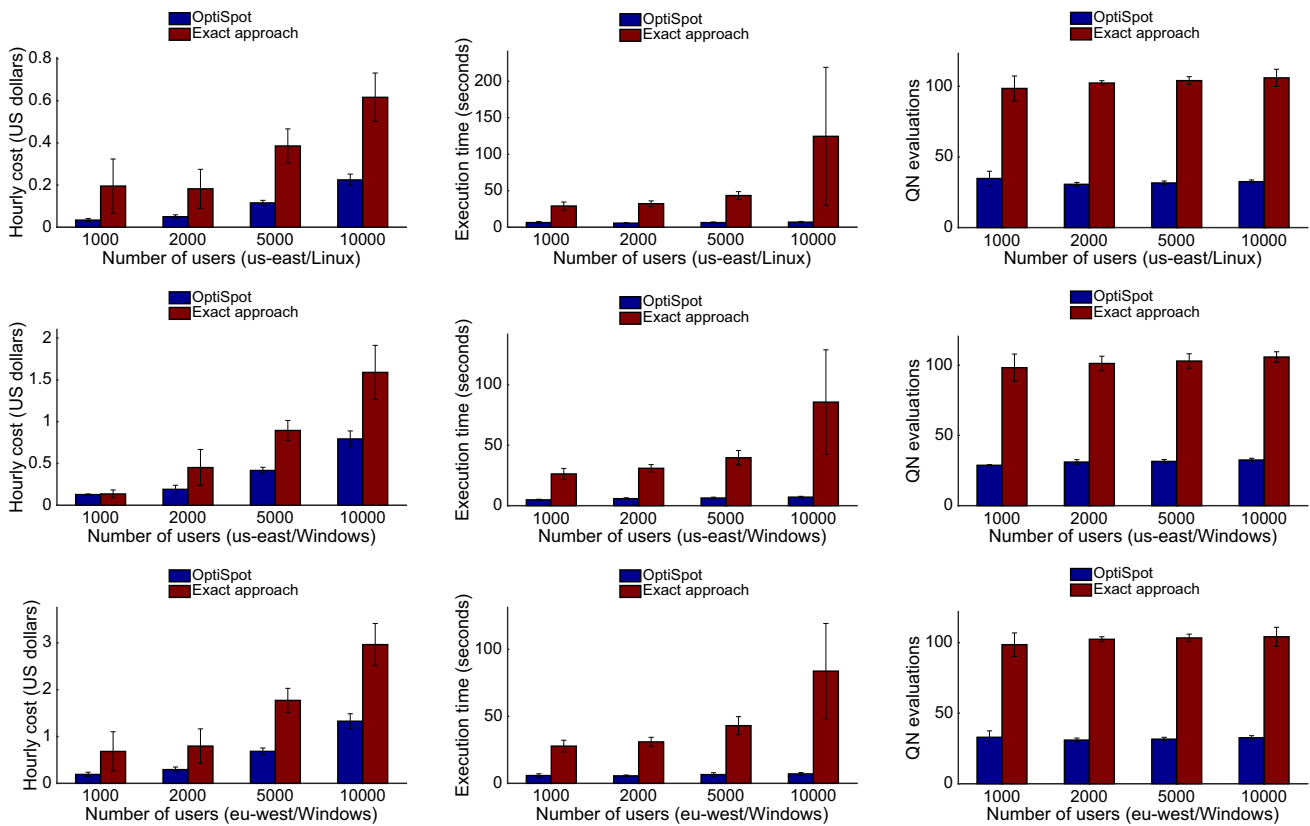 OptiSpot
Exact approach
Hourly cost (US dollars)
0.8
0.6
0.4
0.2
0
1000 2000 5000 10000
Number of users (us-east/Linux)
OptiSpot
Exact approach
Execution time (seconds)
200
150
100
50
0
1000 2000 5000 10000
Number of users (us-east/Linux)
OptiSpot
Exact approach
QN evaluations
100
50
0
1000 2000 5000 10000
Number of users (us-east/Linux)
OptiSpot
Exact approach
Hourly cost (US dollars)
2
1.5
1
0.5
0
1000 2000 5000 10000
Number of users (us-east/Windows)
OptiSpot
Exact approach
Execution time (seconds)
100
50
0
1000 2000 5000 10000
Number of users (us-east/Windows)
OptiSpot
Exact approach
QN evaluations
100
50
0
1000 2000 5000 10000
Number of users (us-east/Windows)
OptiSpot
Exact approach
Hourly cost (US dollars)
3
2
1
0
1000 2000 5000 10000
Number of users (eu-west/Windows)
OptiSpot
Exact approach
Execution time (seconds)
100
50
0
1000 2000 5000 10000
Number of users (eu-west/Windows)
OptiSpot
Exact approach
QN evaluations
100
50
0
1000 2000 5000 10000
Number of users (eu-west/Windows)